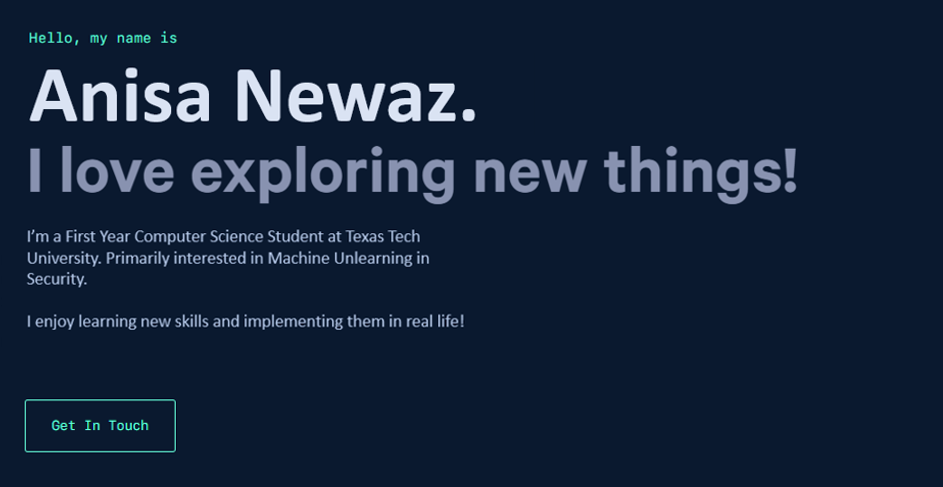 Hello, my name is
Anisa Newaz.
I love exploring new things!
I’m a First Year Computer Science Student at Texas Tech
University. Primarily interested in Machine Unlearning in
Security.
I enjoy learning new skills and implementing them in real life!
Get In Touch